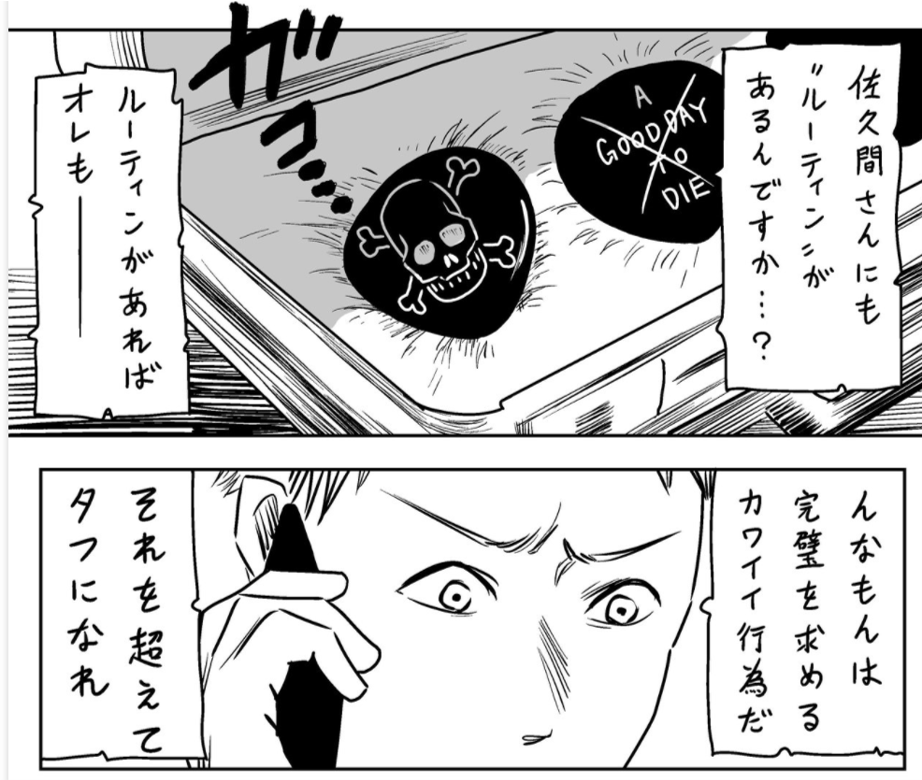 佐久間さんにも
〝ルーティン〟が
あるんですか…?
A
GOOD DAY
TO
DIE
ガコ…
ルーティンがあれば
オレも――
んなもんは
完璧を求める
カワイイ行為だ
それを超えて
タフになれ